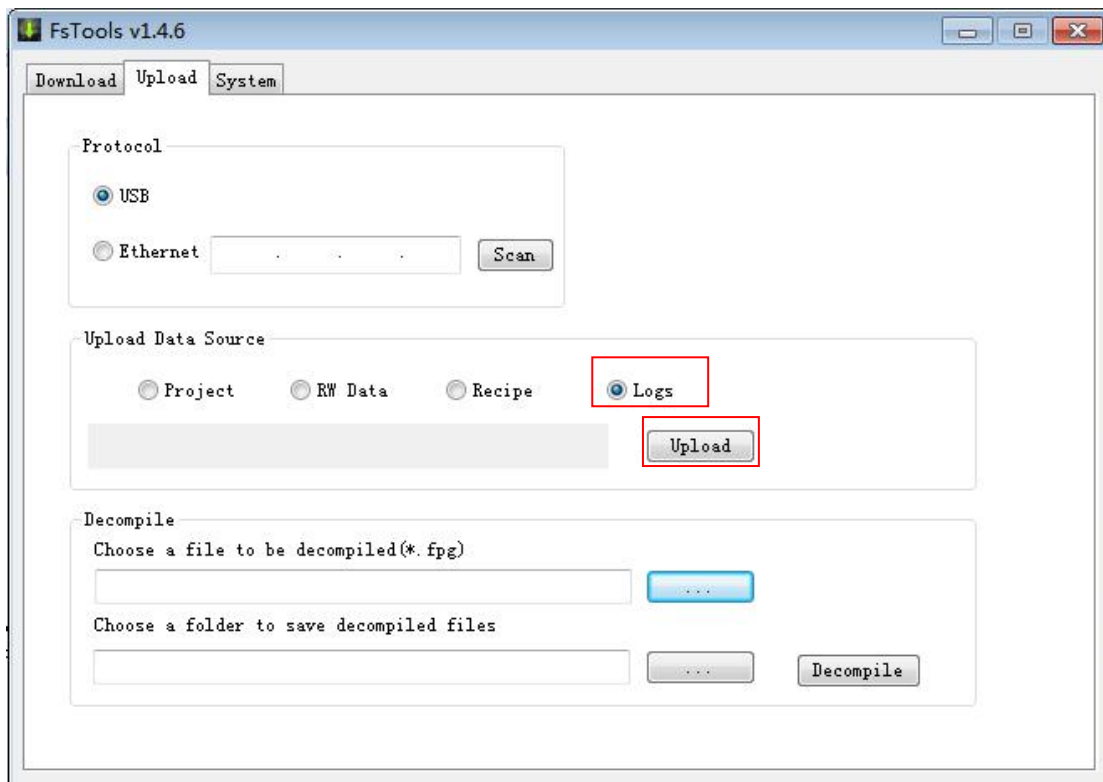 FsTools v1.4.6
Download Upload System
Protocol
USB
Ethernet . . . Scan
Upload Data Source
Project RW Data Recipe Logs
Upload
Decompile
Choose a file to be decompiled(*.fpg)
...
Choose a folder to save decompiled files
... Decompile